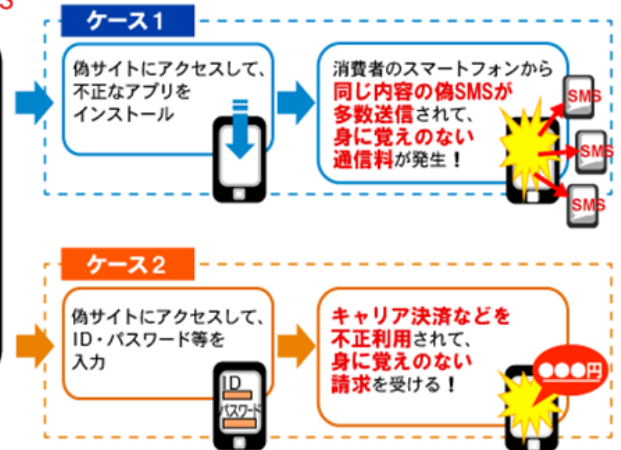 S
ケース1
偽サイトにアクセスして、
不正なアプリを
インストール
消費者のスマートフォンから
同じ内容の偽SMSが
多数送信されて、
身に覚えのない
通信料が発生！
SMS
SMS
SMS
ケース2
偽サイトにアクセスして、
ID・パスワード等を
入力
ID
パスワード
キャリア決済などを
不正利用されて、
身に覚えのない
請求を受ける！
●●●円